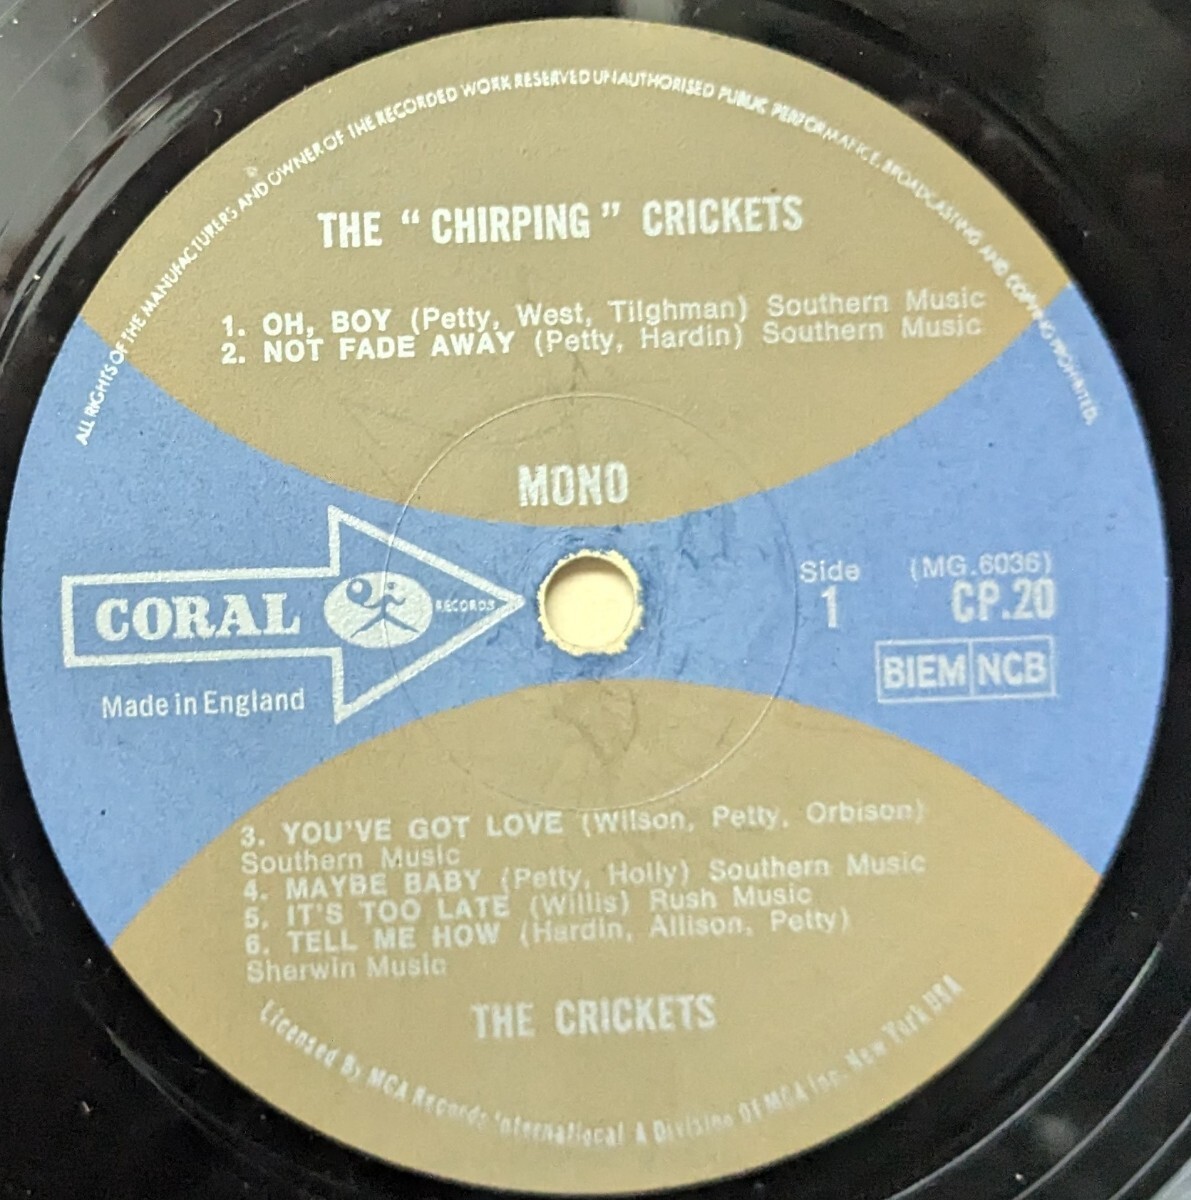 ALL RIGHTS OF THE MANUFACTURERS AND OWNER OF THE RECORDED WORK RESERVED UNAUTHORISED PUBLIC PERFORMANCE, BROADCASTING AND COPYING PROHIBITED.
THE “CHIRPING” CRICKETS
1. OH, BOY (Petty, West, Tilghman) Southern Music
2. NOT FADE AWAY (Petty, Hardin) Southern Music
MONO
CORAL RECORDS
Made in England
Side (MG.6036)
1 CP.20
BIEM NCB
3. YOU'VE GOT LOVE (Wilson, Petty, Orbison)
Southern Music
4. MAYBE BABY (Petty, Holly) Southern Music
5. IT'S TOO LATE (Willis) Rush Music
6. TELL ME HOW (Hardin, Allison, Petty)
Sherwin Music
THE CRICKETS
Licensed By MCA Records International A Division Of MCA Inc. New York USA